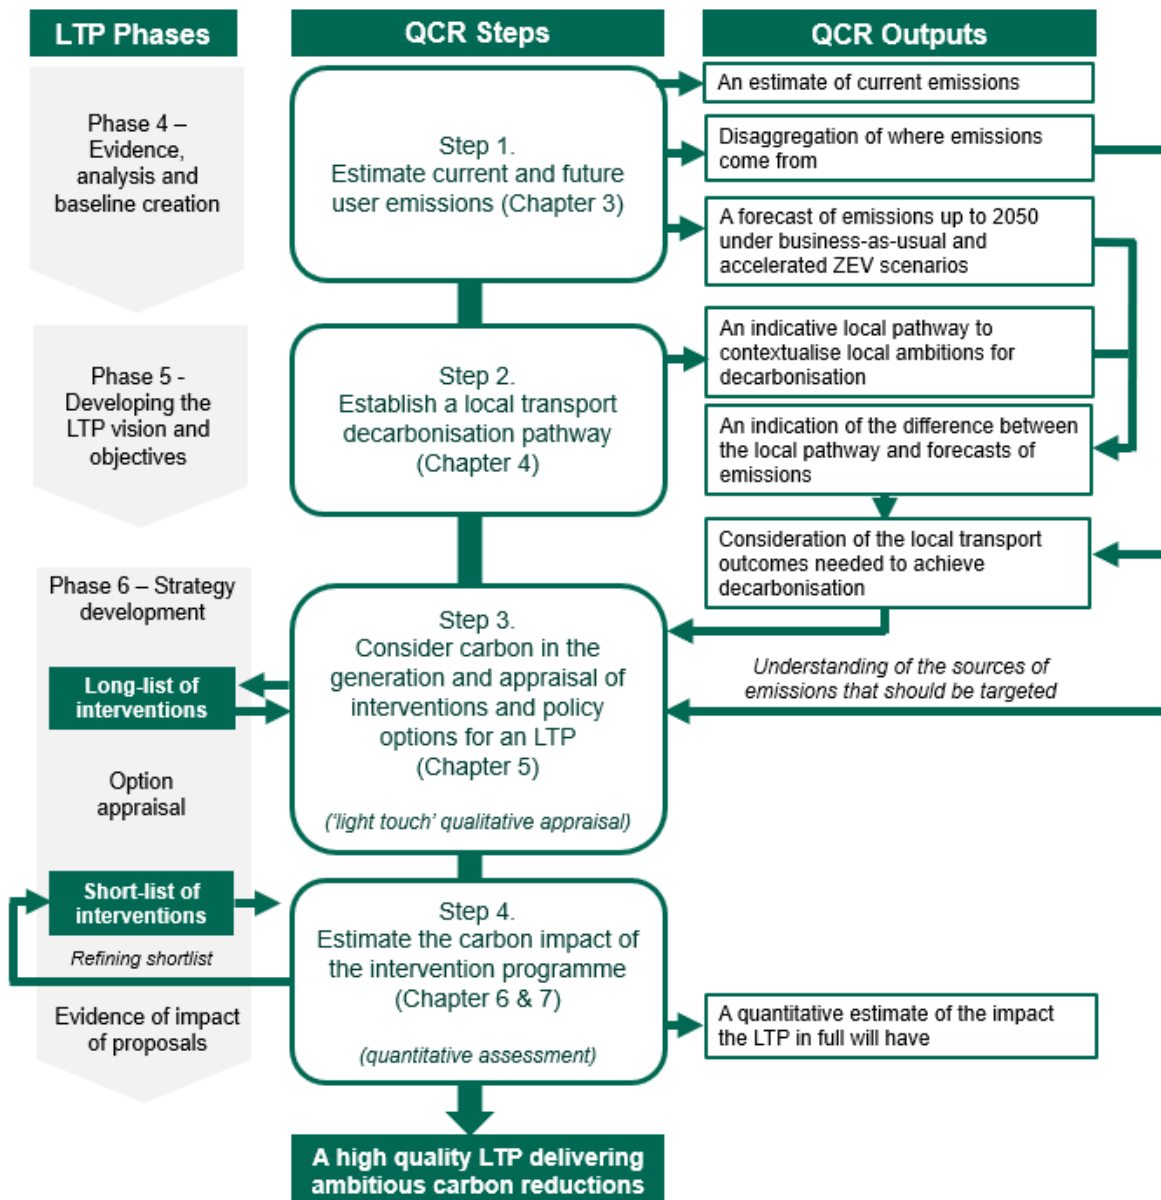 LTP Phases
QCR Steps
QCR Outputs
Phase 4 –
Evidence,
analysis and
baseline creation
Step 1.
Estimate current and future
user emissions (Chapter 3)
An estimate of current emissions
Disaggregation of where emissions
come from
A forecast of emissions up to 2050
under business-as-usual and
accelerated ZEV scenarios
Phase 5 -
Developing the
LTP vision and
objectives
Step 2.
Establish a local transport
decarbonisation pathway
(Chapter 4)
An indicative local pathway to
contextualise local ambitions for
decarbonisation
An indication of the difference between
the local pathway and forecasts of
emissions
Consideration of the local transport
outcomes needed to achieve
decarbonisation
Phase 6 – Strategy
development
Long-list of
interventions
Option
appraisal
Step 3.
Consider carbon in the
generation and appraisal of
interventions and policy
options for an LTP
(Chapter 5)
('light touch' qualitative appraisal)
Understanding of the sources of
emissions that should be targeted
Short-list of
interventions
Refining shortlist
Evidence of impact
of proposals
Step 4.
Estimate the carbon impact of
the intervention programme
(Chapter 6 & 7)
(quantitative assessment)
A quantitative estimate of the impact
the LTP in full will have
A high quality LTP delivering
ambitious carbon reductions